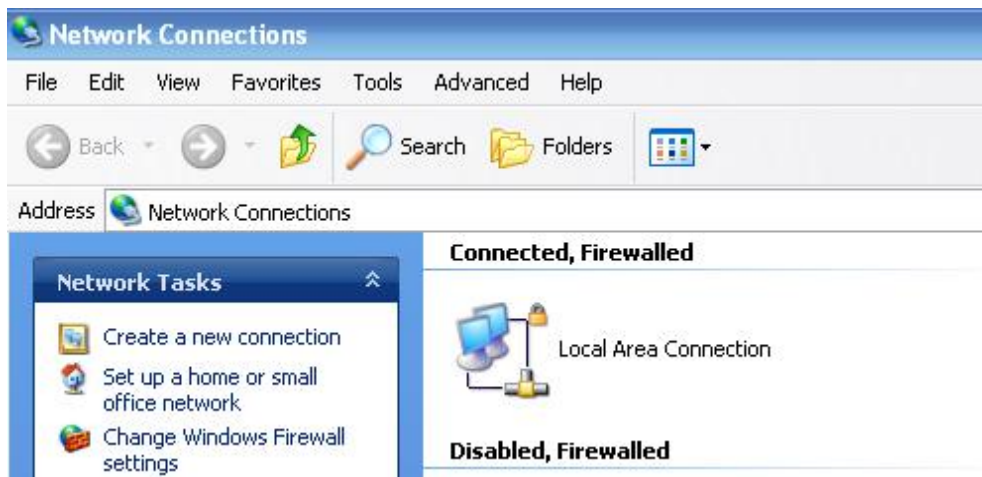 Network Connections
File Edit View Favorites Tools Advanced Help
Back Search Folders
Address Network Connections
Network Tasks
Create a new connection
Set up a home or small
office network
Change Windows Firewall
settings
Connected, Firewalled
Local Area Connection
Disabled, Firewalled